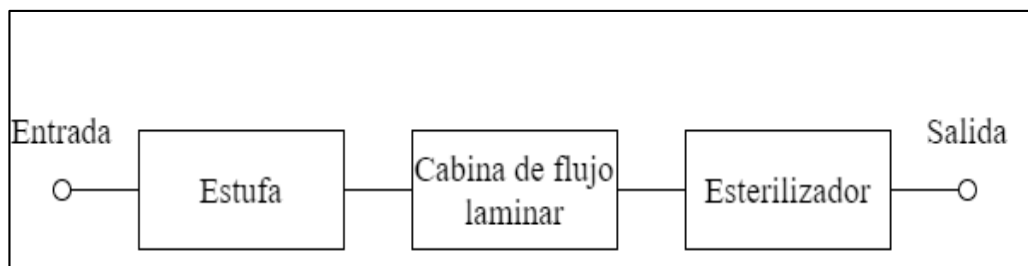 Entrada
Estufa
Cabina de flujo
laminar
Esterilizador
Salida